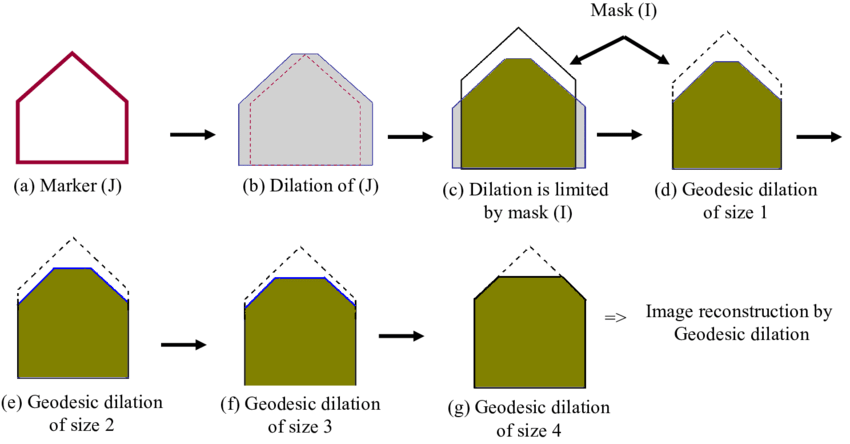 Mask (I)
(a) Marker (J)
(b) Dilation of (J)
(c) Dilation is limited
by mask (I)
(d) Geodesic dilation
of size 1
(e) Geodesic dilation
of size 2
(f) Geodesic dilation
of size 3
(g) Geodesic dilation
of size 4
=> Image reconstruction by
Geodesic dilation